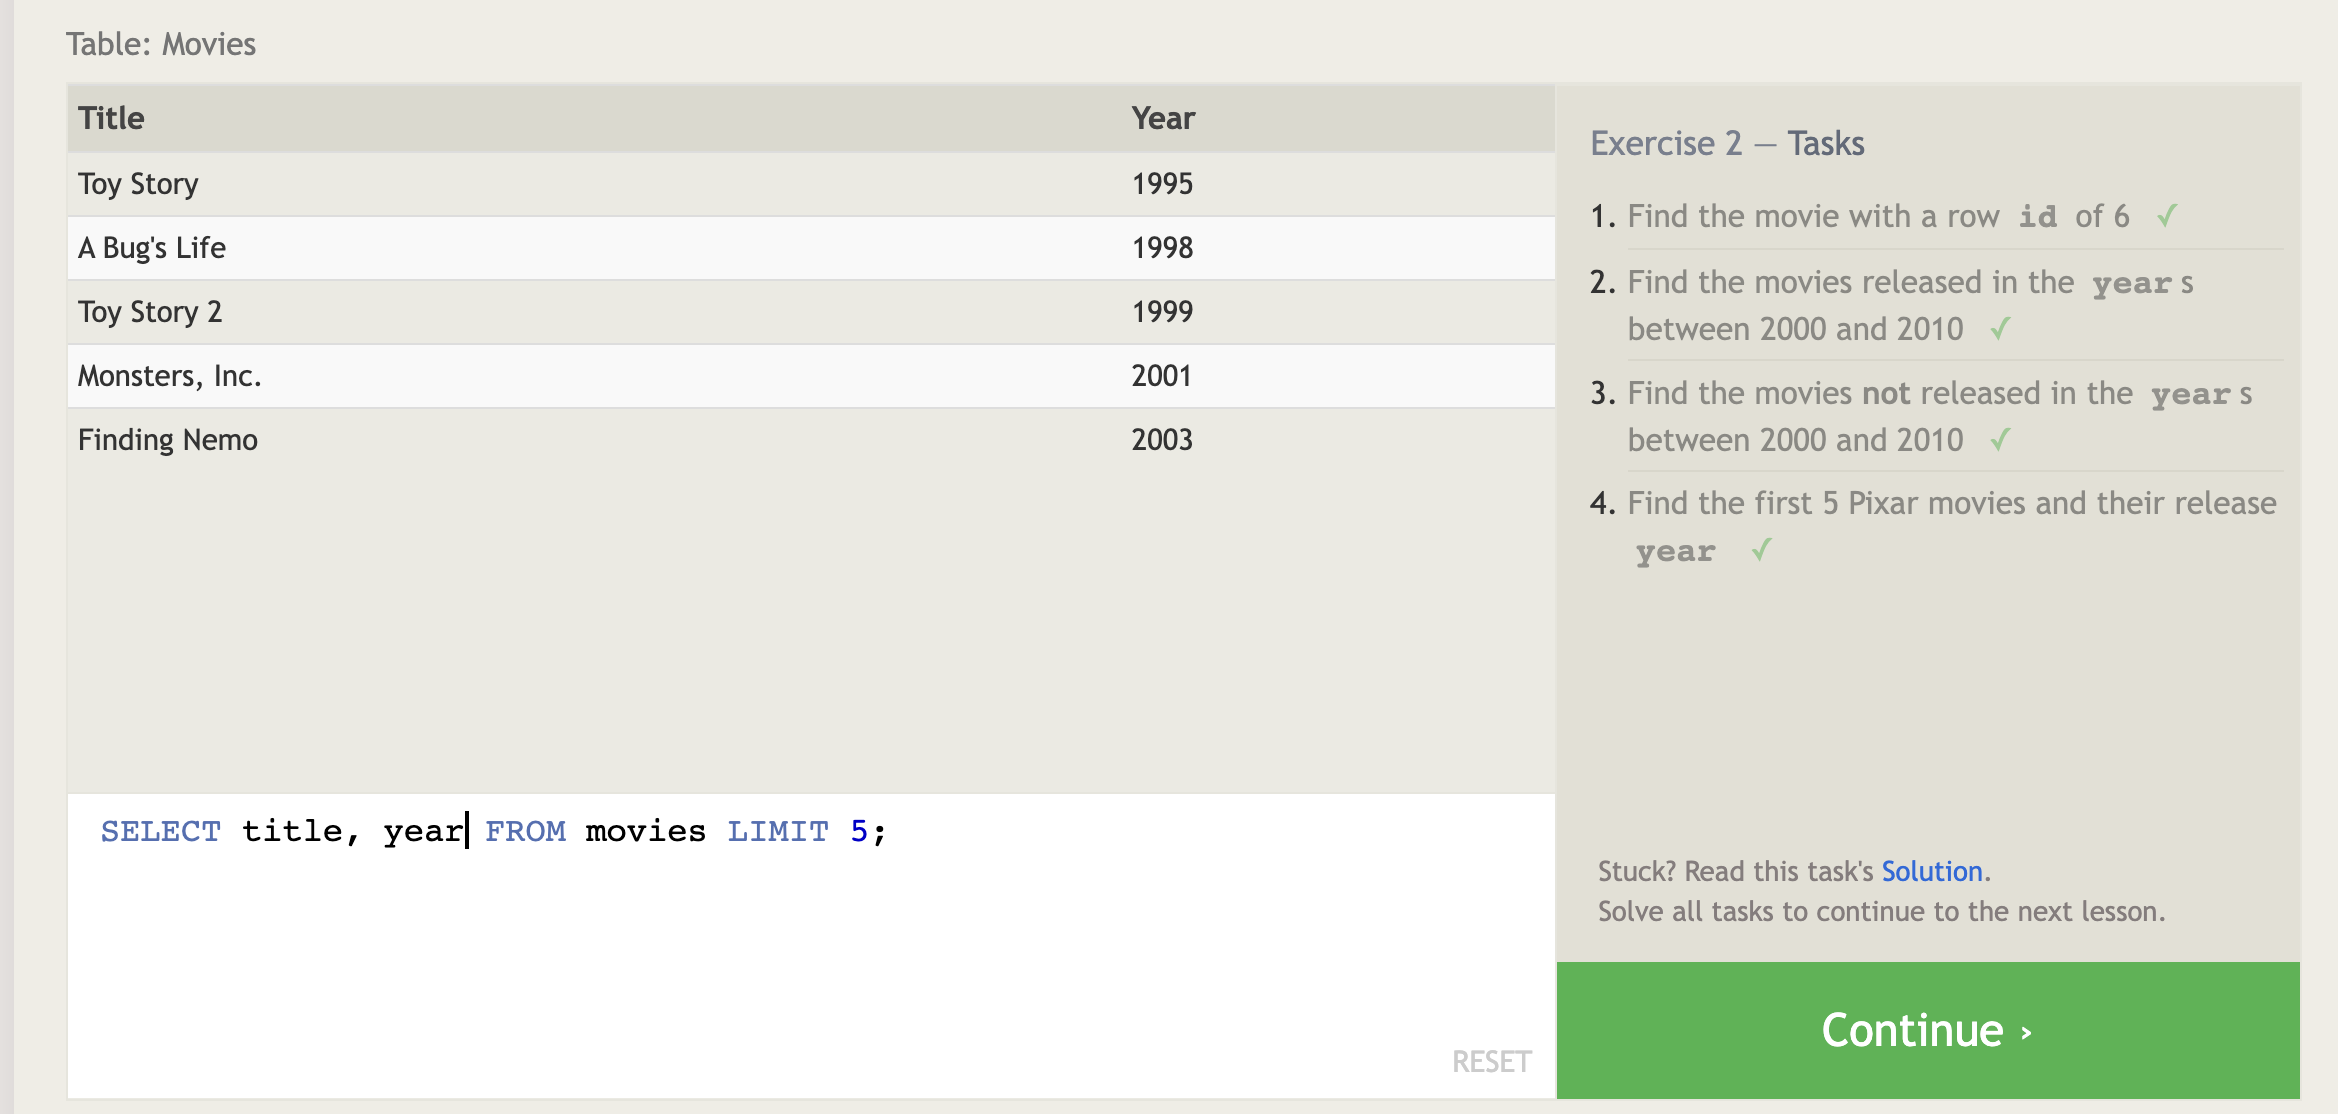 Table: Movies
Title Year
Toy Story 1995
A Bug's Life 1998
Toy Story 2 1999
Monsters, Inc. 2001
Finding Nemo 2003
SELECT title, year FROM movies LIMIT 5;
RESET
Exercise 2 — Tasks
1. Find the movie with a row id of 6 ✓
2. Find the movies released in the years
between 2000 and 2010 ✓
3. Find the movies not released in the years
between 2000 and 2010 ✓
4. Find the first 5 Pixar movies and their release
year ✓
Stuck? Read this task's Solution.
Solve all tasks to continue to the next lesson.
Continue ›